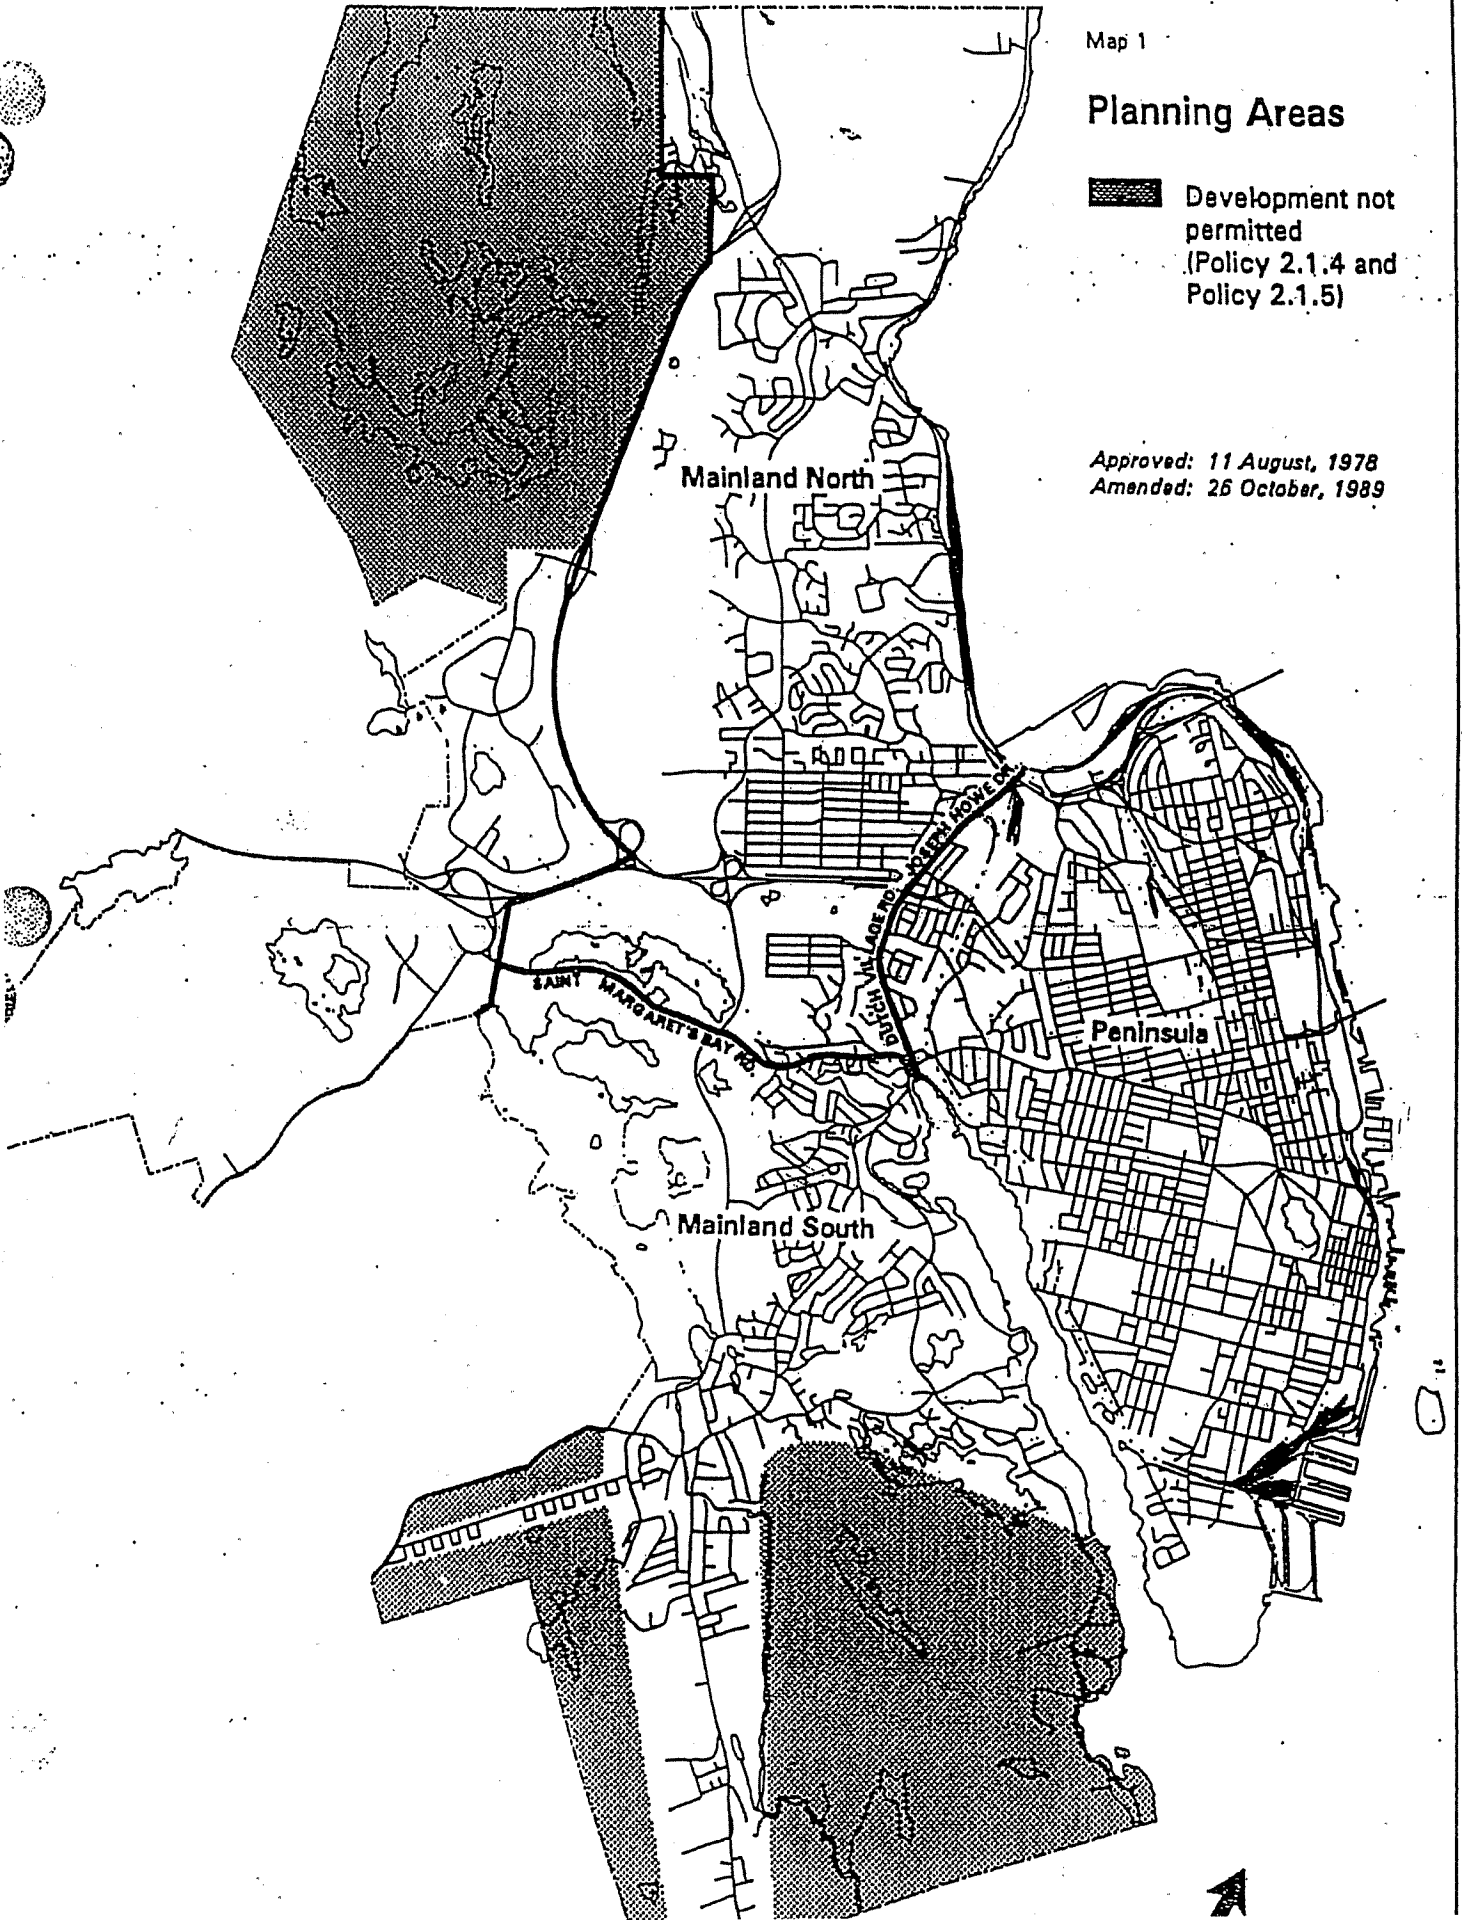 Map 1
Planning Areas
Development not
permitted
(Policy 2.1.4 and
Policy 2.1.5)
Approved: 11 August, 1978
Amended: 26 October, 1989
Mainland North
JOSEPH HOWE DR.
DUTCH VILLAGE RD.
SAINT MARGARET'S BAY RD.
Peninsula
Mainland South